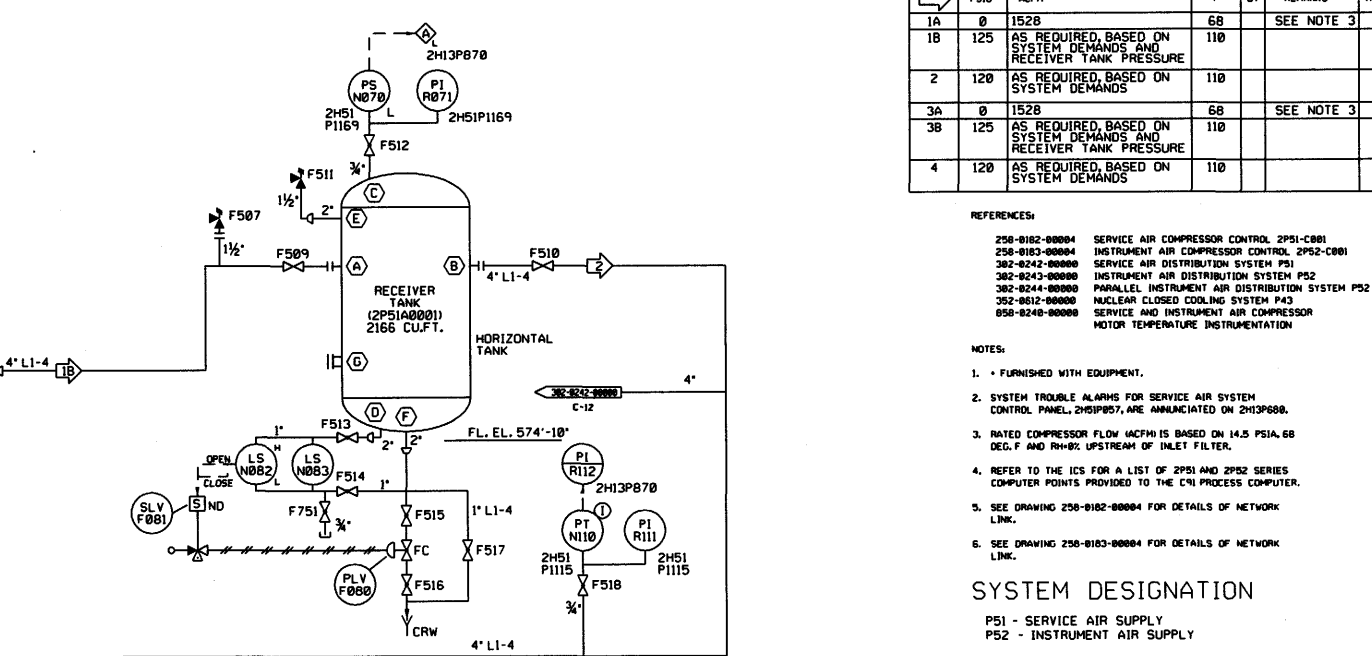 A
L
2H13P870
PS
N070
PI
R071
2H51
P1169
L
2H51P1169
F512
3/4"
F511
1½"
2"
C
E
F507
1½"
F509
A
B
F510
2
4" L1-4
RECEIVER
TANK
(2P51A0001)
2166 CU.FT.
HORIZONTAL
TANK
G
4" L1-4
1B
4"
302-0242-00000
C-12
D
F
F513
1"
2"
2"
FL. EL. 574'-10"
OPEN
CLOSE
LS
N082
H
L
LS
N083
F514
1"
SLV
F081
S
ND
F751
3/4"
F515
1" L1-4
FC
F517
PLV
F080
F516
CRW
PI
R112
2H13P870
PT
N110
I
PI
R111
2H51
P1115
2H51
P1115
F518
3/4"
4" L1-4
1A 0 1528 68 SEE NOTE 3
1B 125 AS REQUIRED, BASED ON 110
SYSTEM DEMANDS AND
RECEIVER TANK PRESSURE
2 120 AS REQUIRED, BASED ON 110
SYSTEM DEMANDS
3A 0 1528 68 SEE NOTE 3
3B 125 AS REQUIRED, BASED ON 110
SYSTEM DEMANDS AND
RECEIVER TANK PRESSURE
4 120 AS REQUIRED, BASED ON 110
SYSTEM DEMANDS
REFERENCES:
258-0182-00004 SERVICE AIR COMPRESSOR CONTROL 2P51-C001
258-0183-00004 INSTRUMENT AIR COMPRESSOR CONTROL 2P52-C001
302-0242-00000 SERVICE AIR DISTRIBUTION SYSTEM P51
302-0243-00000 INSTRUMENT AIR DISTRIBUTION SYSTEM P52
302-0244-00000 PARALLEL INSTRUMENT AIR DISTRIBUTION SYSTEM P52
352-0612-00000 NUCLEAR CLOSED COOLING SYSTEM P43
858-0240-00000 SERVICE AND INSTRUMENT AIR COMPRESSOR
MOTOR TEMPERATURE INSTRUMENTATION
NOTES:
1. * FURNISHED WITH EQUIPMENT.
2. SYSTEM TROUBLE ALARMS FOR SERVICE AIR SYSTEM
CONTROL PANEL, 2H51P057, ARE ANNUNCIATED ON 2H13P680.
3. RATED COMPRESSOR FLOW (ACFM) IS BASED ON 14.5 PSIA, 68
DEG. F AND RH=0% UPSTREAM OF INLET FILTER.
4. REFER TO THE ICS FOR A LIST OF 2P51 AND 2P52 SERIES
COMPUTER POINTS PROVIDED TO THE C91 PROCESS COMPUTER.
5. SEE DRAWING 258-0182-00004 FOR DETAILS OF NETWORK
LINK.
6. SEE DRAWING 258-0183-00004 FOR DETAILS OF NETWORK
LINK.
SYSTEM DESIGNATION
P51 - SERVICE AIR SUPPLY
P52 - INSTRUMENT AIR SUPPLY